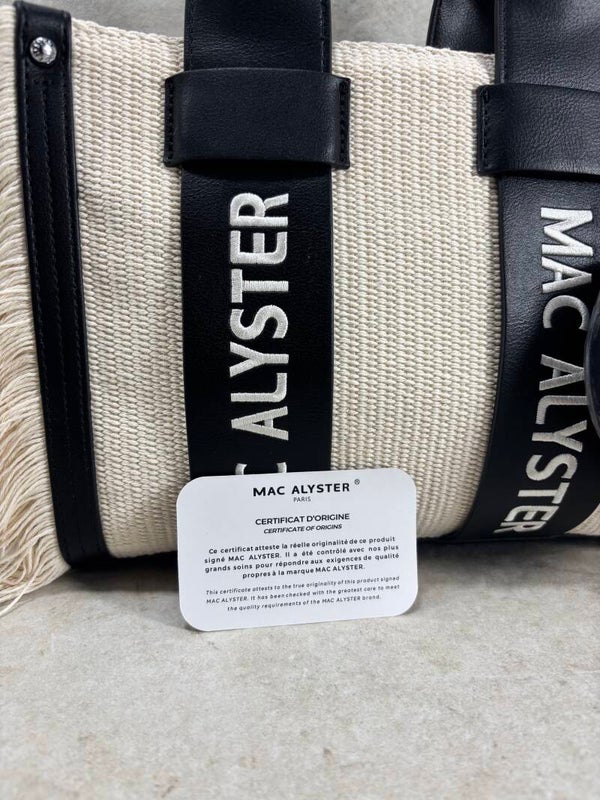 C ALYSTER
MAC ALYSTER
MAC ALYSTER®
PARIS
CERTIFICAT D'ORIGINE
CERTIFICATE OF ORIGINS
Ce certificat atteste la réelle originalité de ce produit
signé MAC ALYSTER. Il a été contrôlé avec nos plus
grands soins pour répondre aux exigences de qualité
propres à la marque MAC ALYSTER.
This certificate attests to the true originality of this product signed
MAC ALYSTER. It has been checked with the greatest care to meet
the quality requirements of the MAC ALYSTER brand.